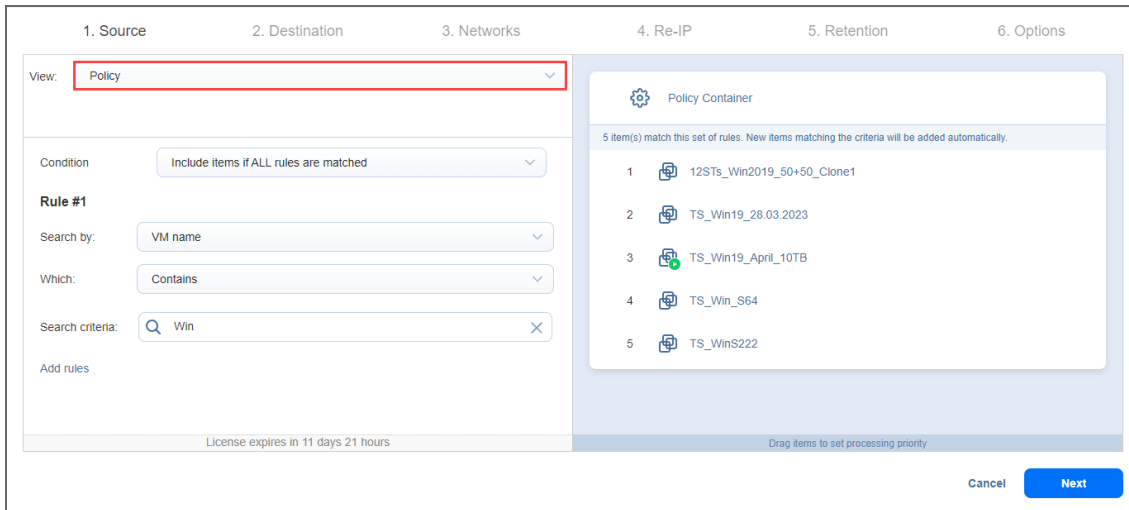 1. Source 2. Destination 3. Networks 4. Re-IP 5. Retention 6. Options
View: Policy
Condition Include items if ALL rules are matched
Rule #1
Search by: VM name
Which: Contains
Search criteria: Win
Add rules
License expires in 11 days 21 hours
Policy Container
5 item(s) match this set of rules. New items matching the criteria will be added automatically.
1 12STs_Win2019_50+50_Clone1
2 TS_Win19_28.03.2023
3 TS_Win19_April_10TB
4 TS_Win_S64
5 TS_WinS222
Drag items to set processing priority
Cancel Next